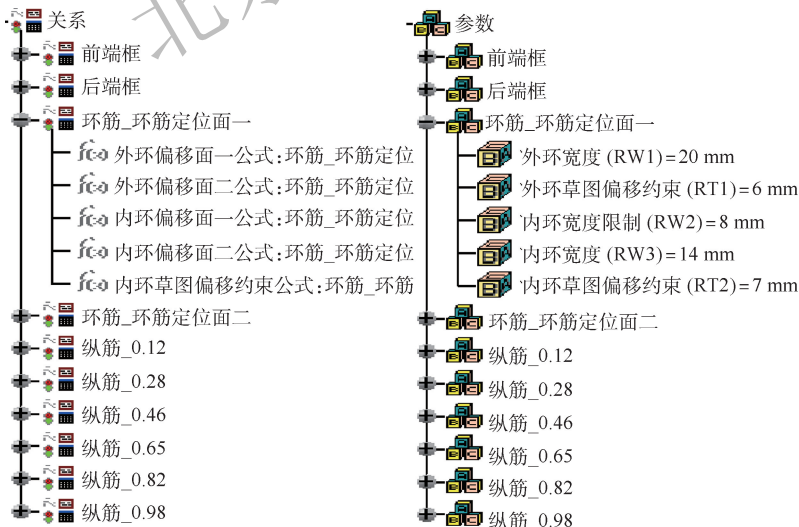 关系
前端框
后端框
环筋_环筋定位面一
外环偏移面一公式:环筋_环筋定位
外环偏移面二公式:环筋_环筋定位
内环偏移面一公式:环筋_环筋定位
内环偏移面二公式:环筋_环筋定位
内环草图偏移约束公式:环筋_环筋
环筋_环筋定位面二
纵筋_0.12
纵筋_0.28
纵筋_0.46
纵筋_0.65
纵筋_0.82
纵筋_0.98
参数
前端框
后端框
环筋_环筋定位面一
`外环宽度 (RW1)=20 mm
`外环草图偏移约束 (RT1)=6 mm
`内环宽度限制 (RW2)=8 mm
`内环宽度 (RW3)=14 mm
`内环草图偏移约束 (RT2)=7 mm
环筋_环筋定位面二
纵筋_0.12
纵筋_0.28
纵筋_0.46
纵筋_0.65
纵筋_0.82
纵筋_0.98
北